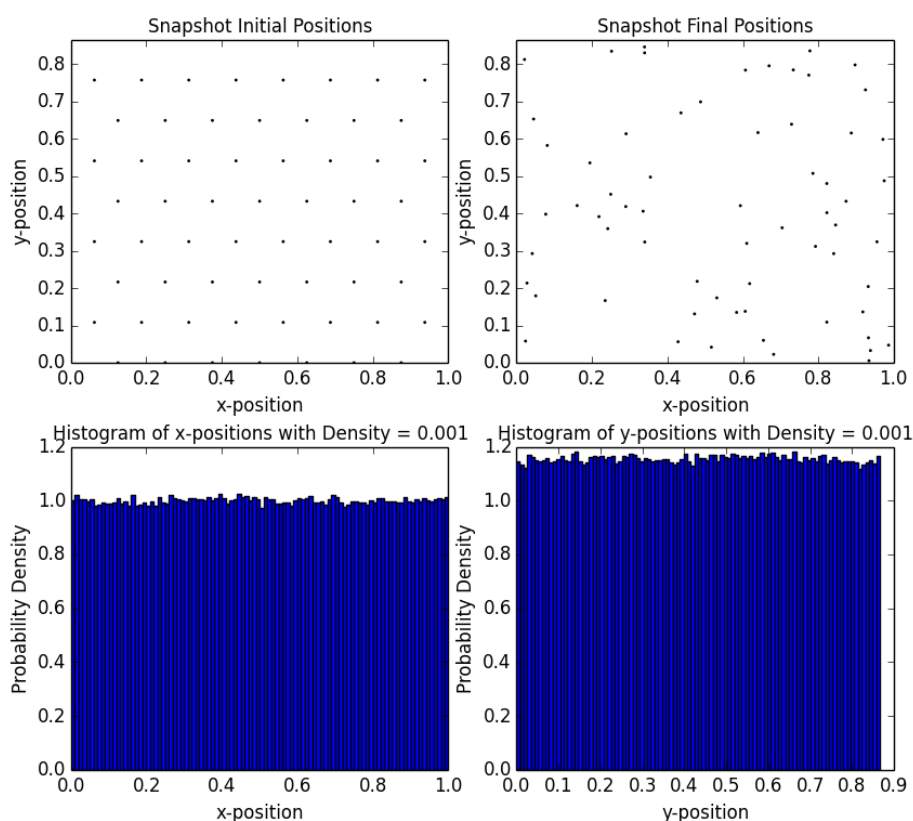 Snapshot Initial Positions
0.8
0.7
0.6
0.5
0.4
0.3
0.2
0.1
0.0
y-position
0.0 0.2 0.4 0.6 0.8 1.0
x-position
Snapshot Final Positions
0.8
0.7
0.6
0.5
0.4
0.3
0.2
0.1
0.0
y-position
0.0 0.2 0.4 0.6 0.8 1.0
x-position
Histogram of x-positions with Density = 0.001
1.2
1.0
0.8
0.6
0.4
0.2
0.0
Probability Density
0.0 0.2 0.4 0.6 0.8 1.0
x-position
Histogram of y-positions with Density = 0.001
1.2
1.0
0.8
0.6
0.4
0.2
0.0
Probability Density
0.0 0.1 0.2 0.3 0.4 0.5 0.6 0.7 0.8 0.9
y-position